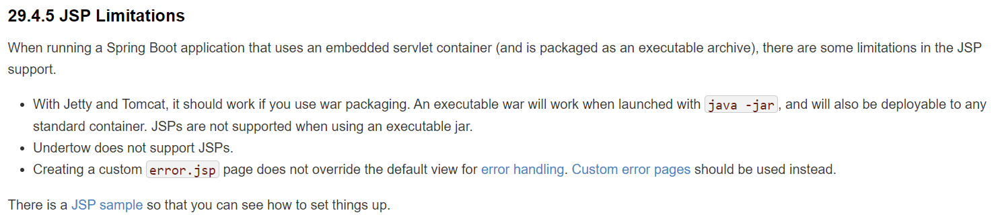 29.4.5 JSP Limitations
When running a Spring Boot application that uses an embedded servlet container (and is packaged as an executable archive), there are some limitations in the JSP
support.
• With Jetty and Tomcat, it should work if you use war packaging. An executable war will work when launched with java -jar, and will also be deployable to any
standard container. JSPs are not supported when using an executable jar.
• Undertow does not support JSPs.
• Creating a custom error.jsp page does not override the default view for error handling. Custom error pages should be used instead.
There is a JSP sample so that you can see how to set things up.